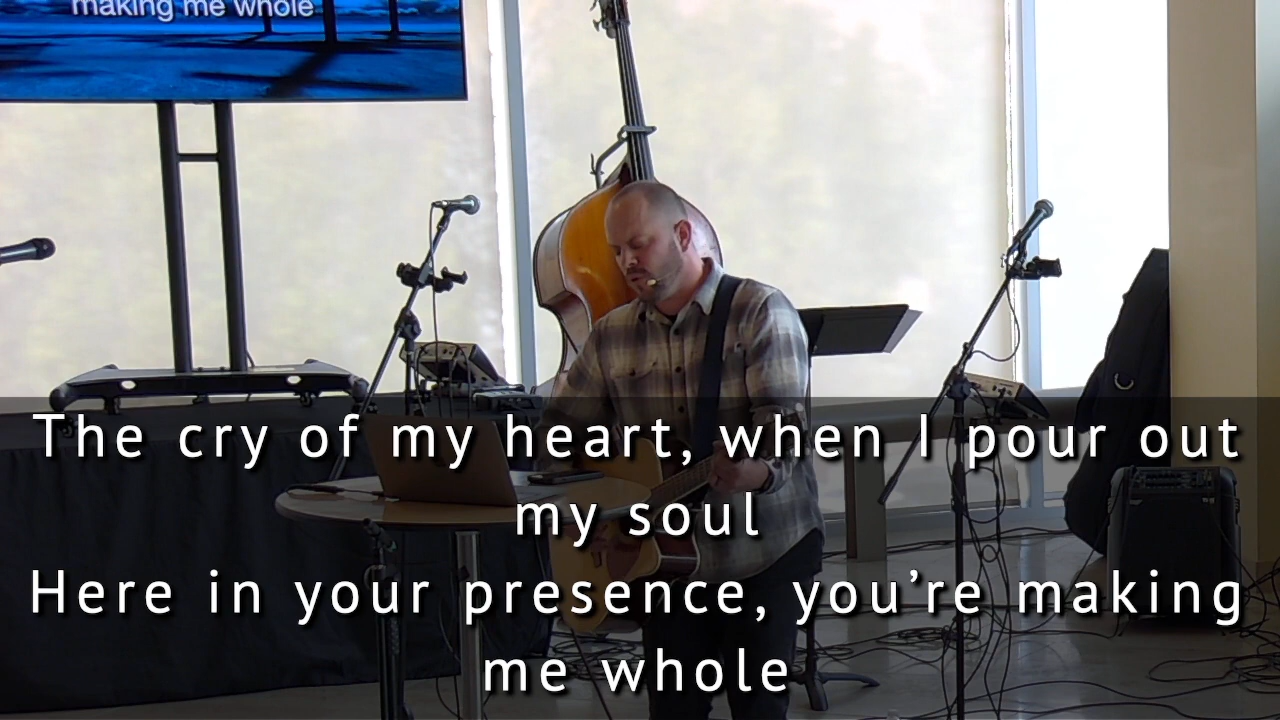 making me whole
The cry of my heart, when I pour out
my soul
Here in your presence, you’re making
me whole